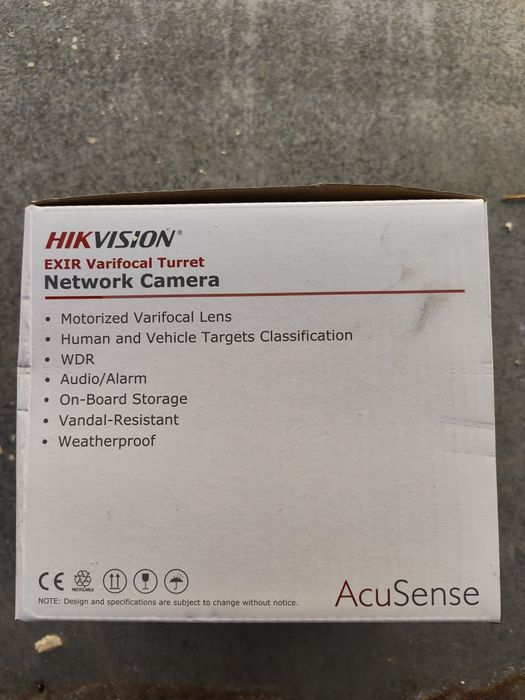 HIKVISION®
EXIR Varifocal Turret
Network Camera
• Motorized Varifocal Lens
• Human and Vehicle Targets Classification
• WDR
• Audio/Alarm
• On-Board Storage
• Vandal-Resistant
• Weatherproof
CE
RECYCLABLE
NOTE: Design and specifications are subject to change without notice.
AcuSense